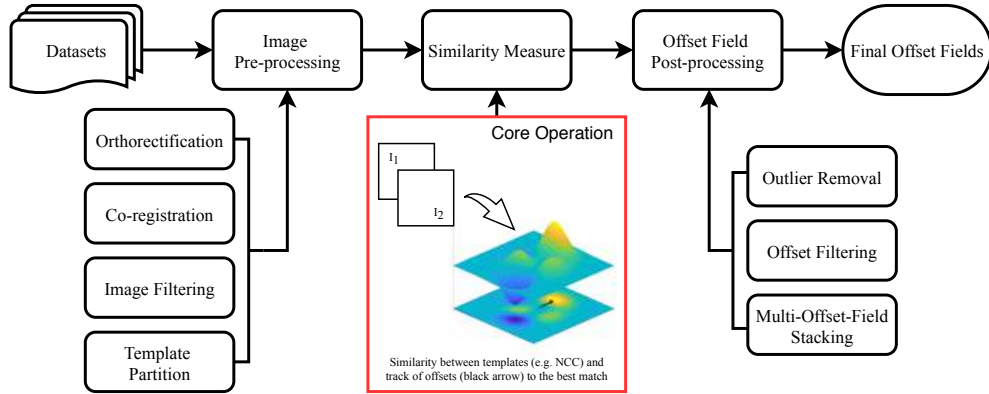 Datasets
Image
Pre-processing
Similarity Measure
Offset Field
Post-processing
Final Offset Fields
Orthorectification
Co-registration
Image Filtering
Template
Partition
Core Operation
I1
I2
Similarity between templates (e.g. NCC) and
track of offsets (black arrow) to the best match
Outlier Removal
Offset Filtering
Multi-Offset-Field
Stacking